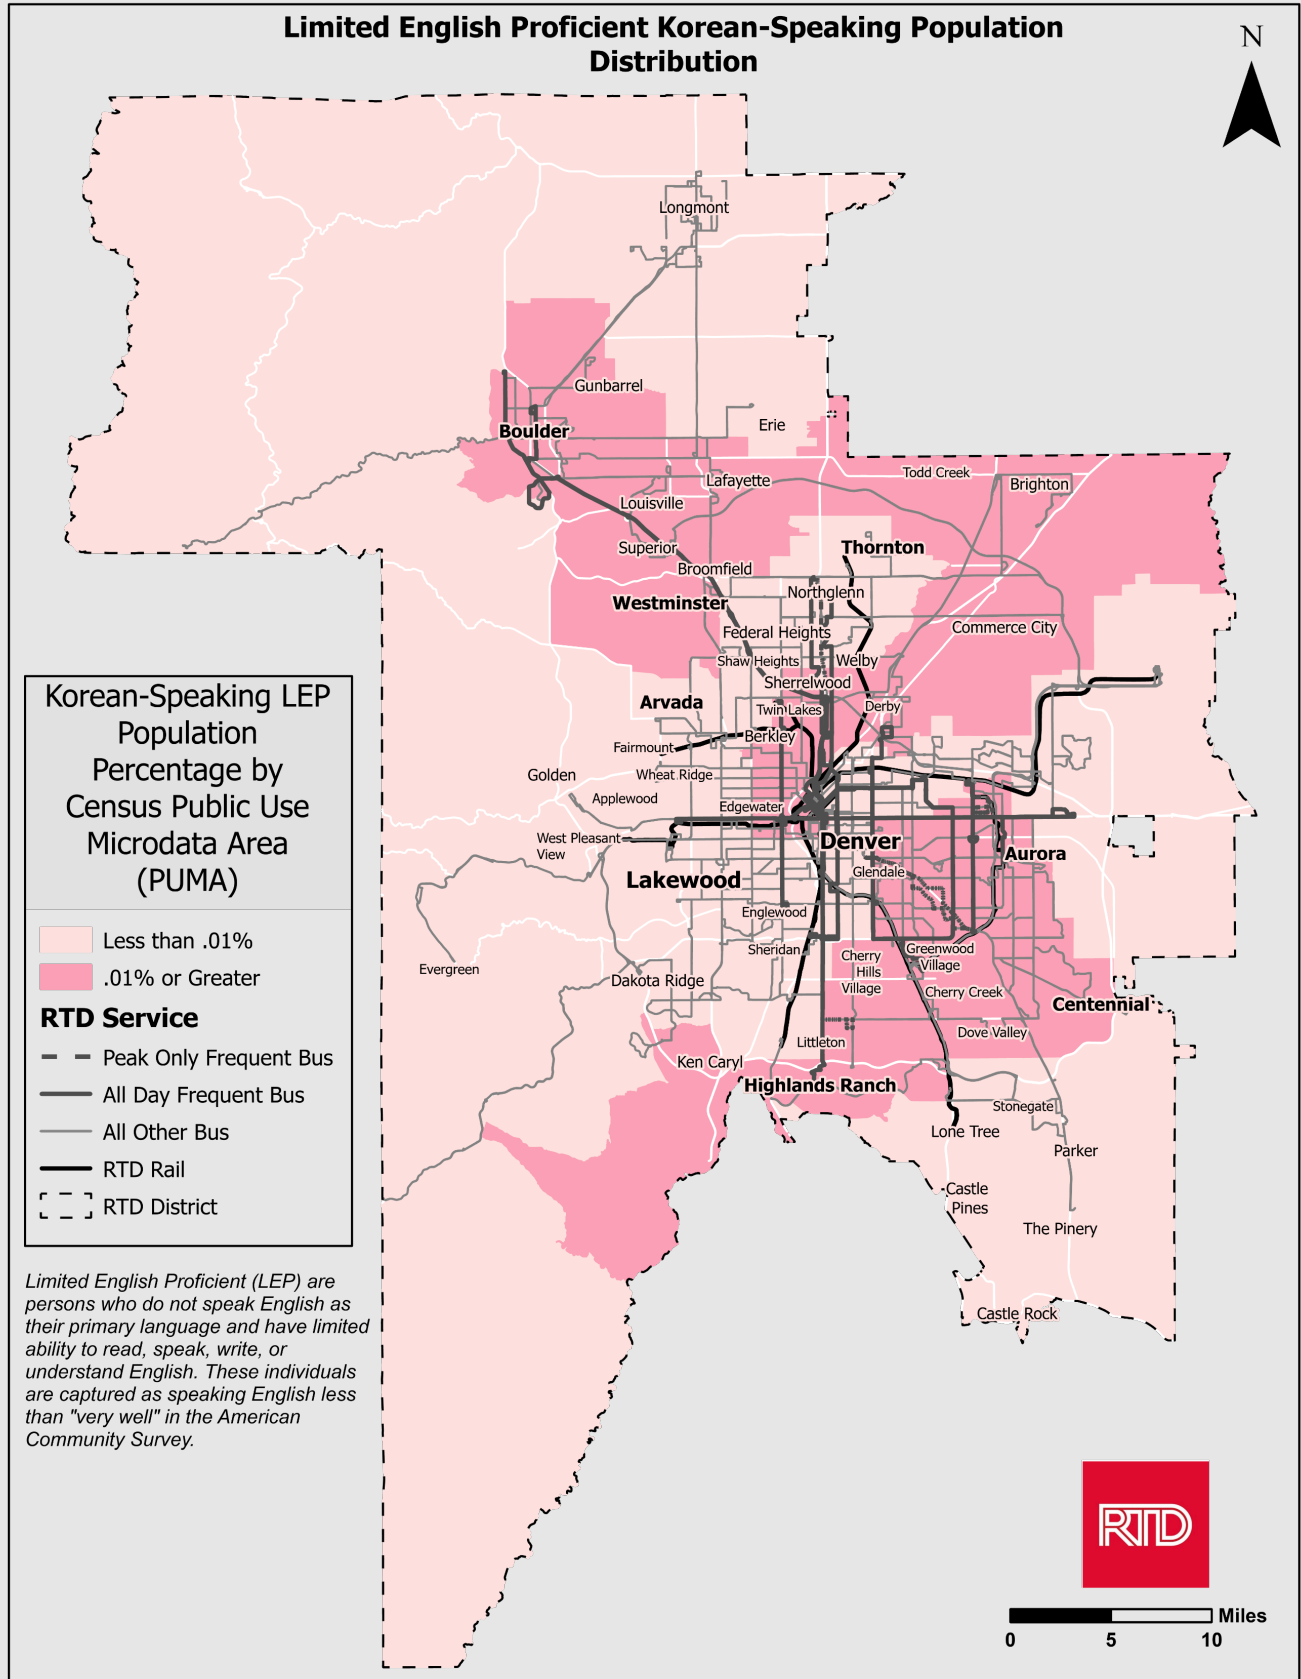 Limited English Proficient Korean-Speaking Population
Distribution
N
Longmont
Gunbarrel
Boulder
Erie
Lafayette
Todd Creek
Brighton
Louisville
Superior
Thornton
Broomfield
Northglenn
Westminster
Federal Heights
Commerce City
Shaw Heights
Welby
Sherrelwood
Arvada
Twin Lakes
Derby
Berkley
Fairmount
Golden
Wheat Ridge
Applewood
Edgewater
West Pleasant
View
Denver
Aurora
Lakewood
Glendale
Englewood
Sheridan
Cherry
Hills
Village
Greenwood
Village
Evergreen
Dakota Ridge
Cherry Creek
Centennial
Dove Valley
Littleton
Ken Caryl
Highlands Ranch
Stonegate
Lone Tree
Parker
Castle
Pines
The Pinery
Castle Rock
Korean-Speaking LEP
Population
Percentage by
Census Public Use
Microdata Area
(PUMA)
Less than .01%
.01% or Greater
RTD Service
Peak Only Frequent Bus
All Day Frequent Bus
All Other Bus
RTD Rail
RTD District
Limited English Proficient (LEP) are
persons who do not speak English as
their primary language and have limited
ability to read, speak, write, or
understand English. These individuals
are captured as speaking English less
than "very well" in the American
Community Survey.
RTD
Miles
0 5 10